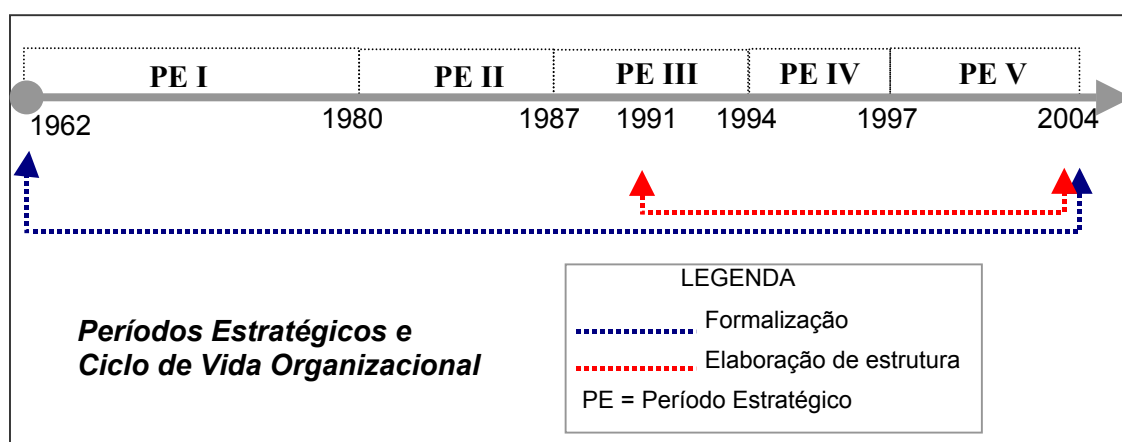 PE I PE II PE III PE IV PE V
1962 1980 1987 1991 1994 1997 2004
LEGENDA
Formalização
Elaboração de estrutura
PE = Período Estratégico
Períodos Estratégicos e
Ciclo de Vida Organizacional